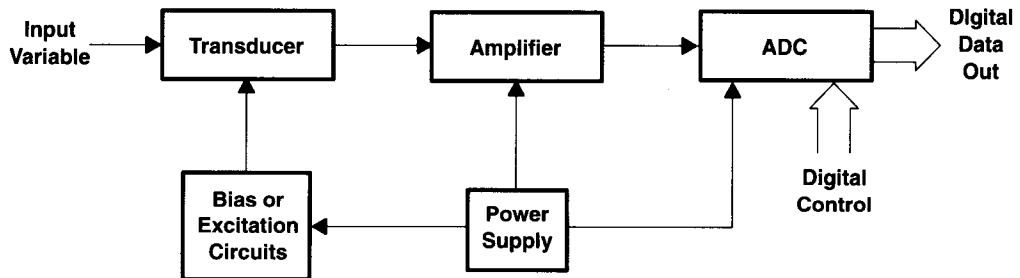 Input
Variable
Transducer
Amplifier
ADC
Digital
Data
Out
Bias or
Excitation
Circuits
Power
Supply
Digital
Control